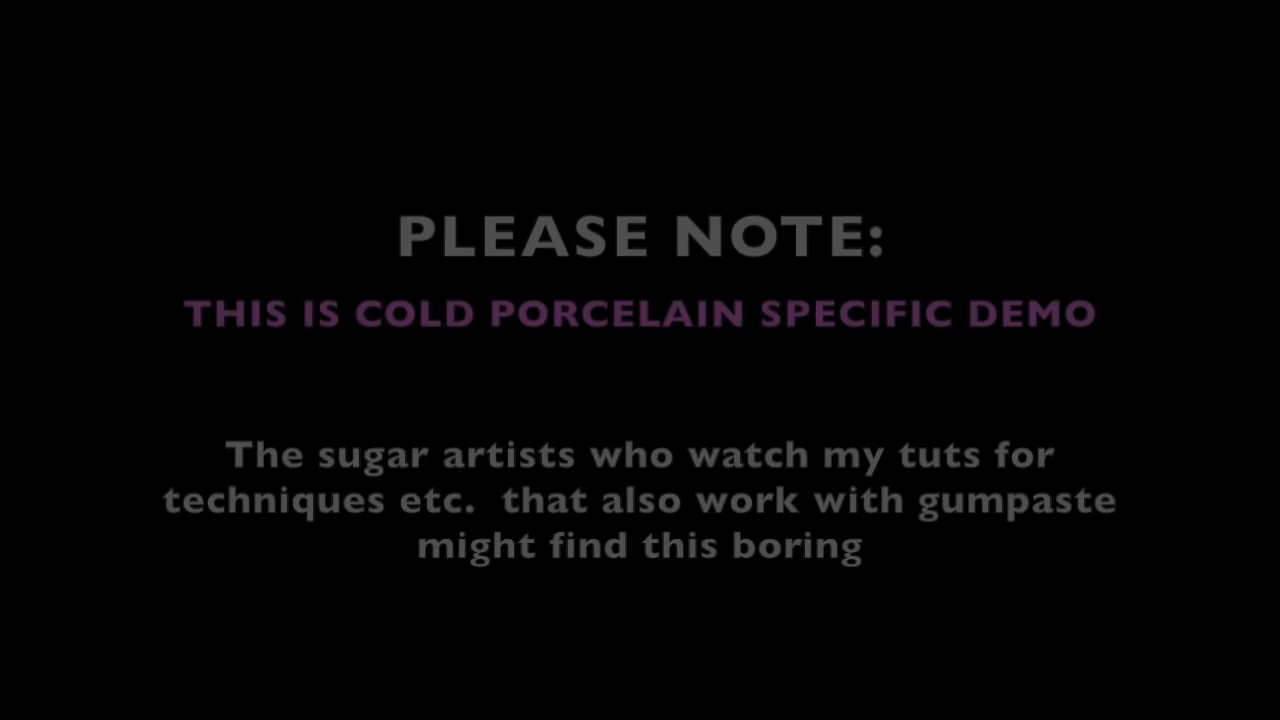 PLEASE NOTE:
THIS IS COLD PORCELAIN SPECIFIC DEMO
The sugar artists who watch my tuts for
techniques etc.  that also work with gumpaste
might find this boring